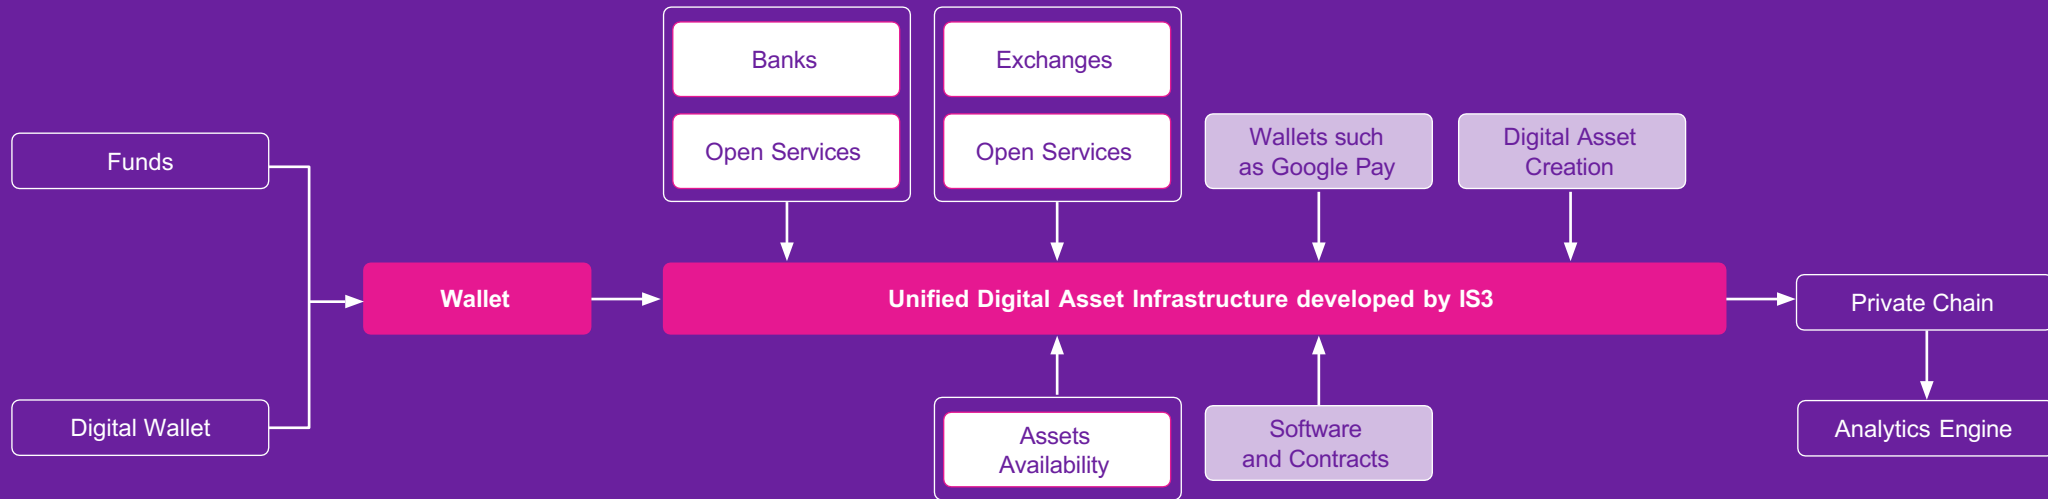 Banks
Exchanges
Open Services
Open Services
Wallets such
as Google Pay
Digital Asset
Creation
Funds
Wallet
Unified Digital Asset Infrastructure developed by IS3
Private Chain
Digital Wallet
Assets
Availability
Software
and Contracts
Analytics Engine